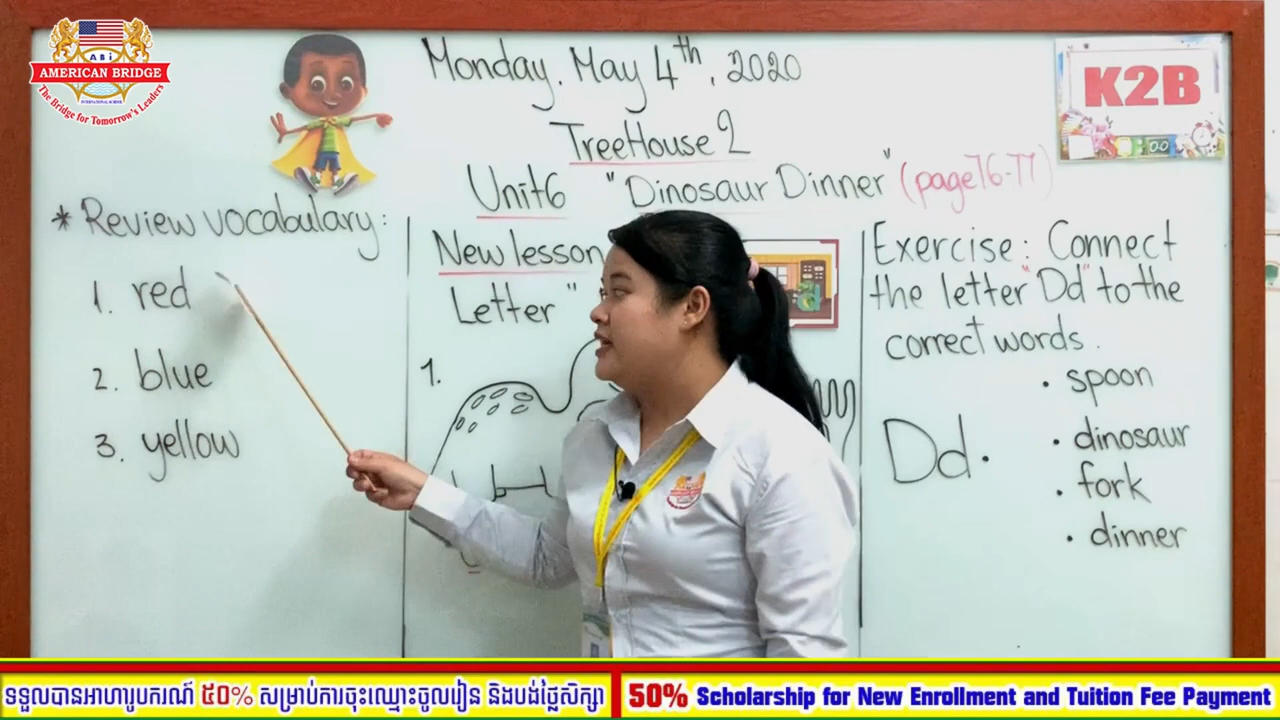 ABi
AMERICAN BRIDGE
INTERNATIONAL SCHOOL
The Bridge for Tomorrow's Leaders
Monday, May 4th, 2020
TreeHouse 2
Unit6 "Dinosaur Dinner" (page76-77)
K2B
* Review vocabulary:
1. red
2. blue
3. yellow
New lesson
Letter "
1.
Exercise: Connect
the letter "Dd" to the
correct words.
Dd.
· spoon
· dinosaur
· fork
· dinner
ទទួលបានអាហារូបករណ៍ ៥០% សម្រាប់ការចុះឈ្មោះចូលរៀន និងបង់ថ្លៃសិក្សា
50% Scholarship for New Enrollment and Tuition Fee Payment